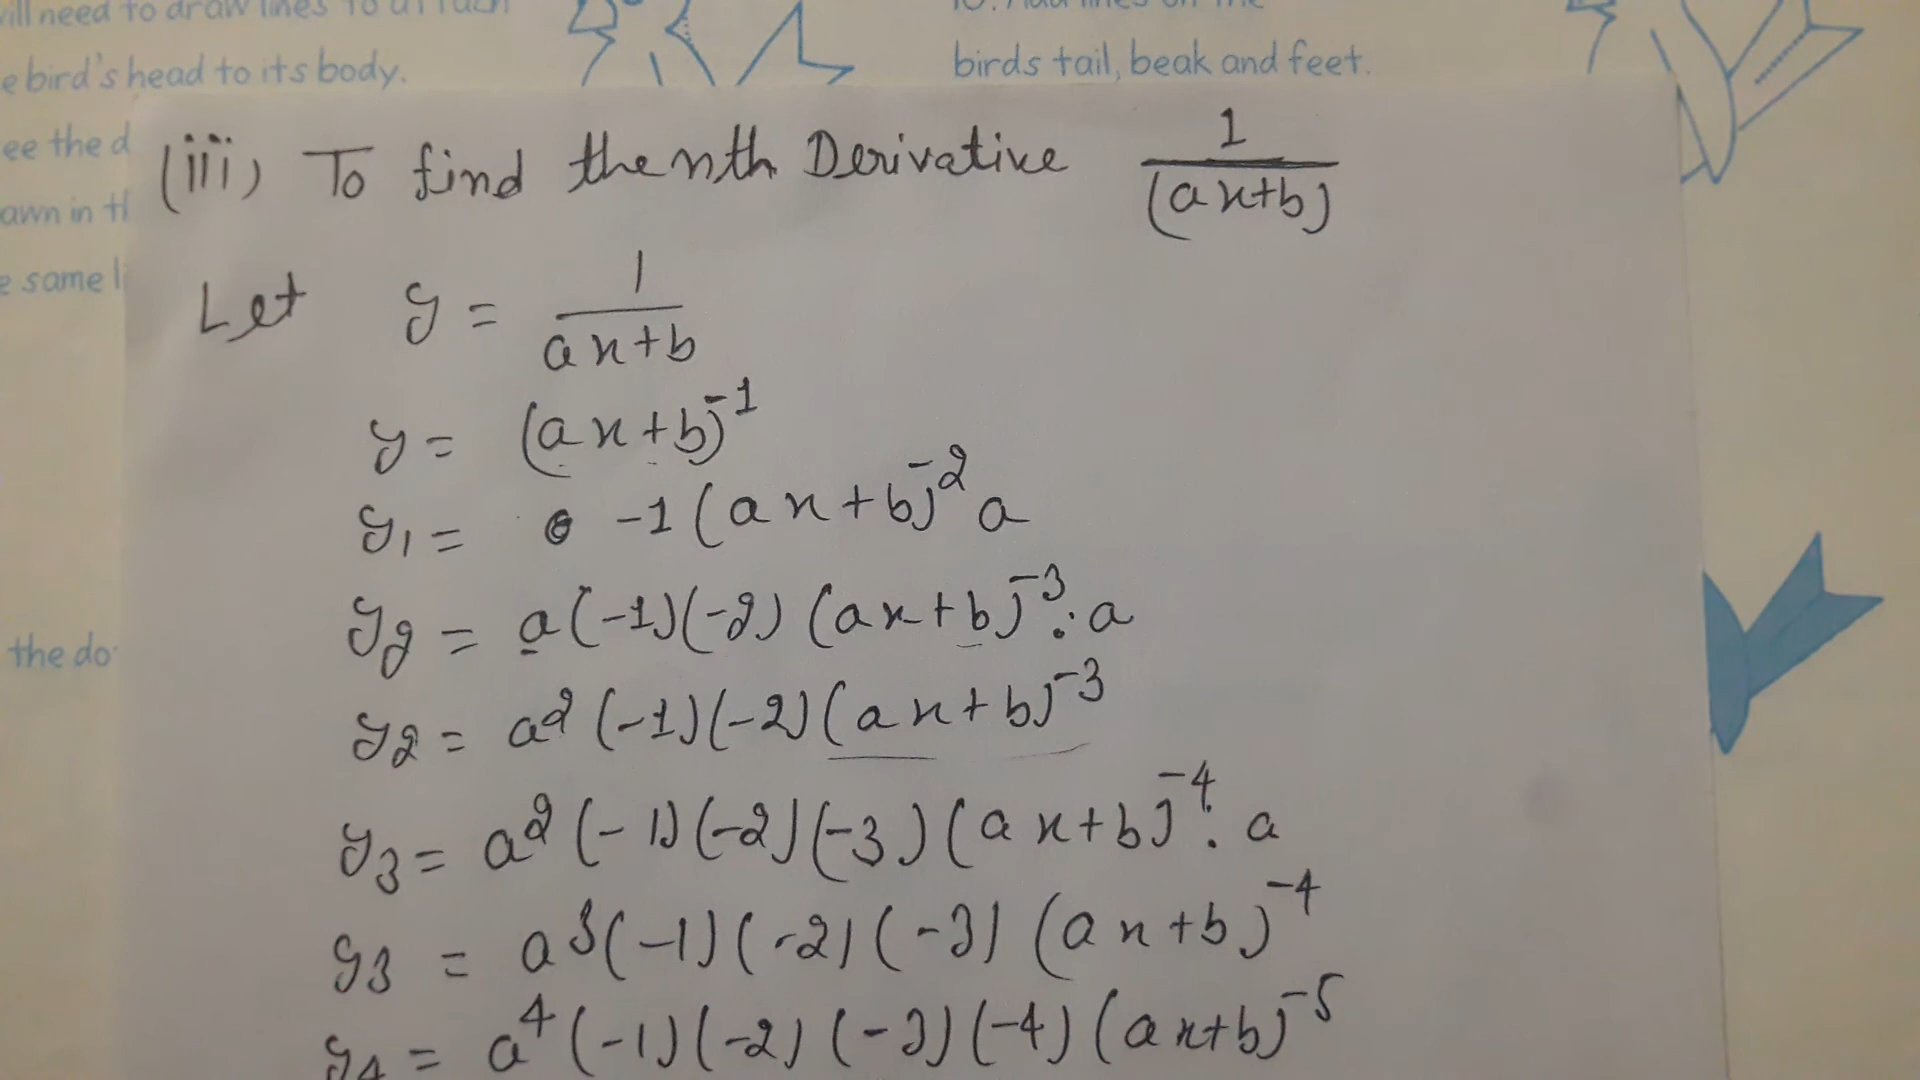 ill need to draw lines to attach
e bird's head to its body.
birds tail, beak and feet.
ee the d
awn in th
e same li
the do
(iii) To find the nth Derivative 1/(ax+b)
Let y = 1/ax+b
y = (ax+b)^-1
y1 = -1(ax+b)^-2 a
y2 = a(-1)(-2)(ax+b)^-3 . a
y2 = a^2 (-1)(-2)(ax+b)^-3
y3 = a^2 (-1)(-2)(-3)(ax+b)^-4 . a
y3 = a^3 (-1)(-2)(-3)(ax+b)^-4
y4 = a^4 (-1)(-2)(-3)(-4)(ax+b)^-5